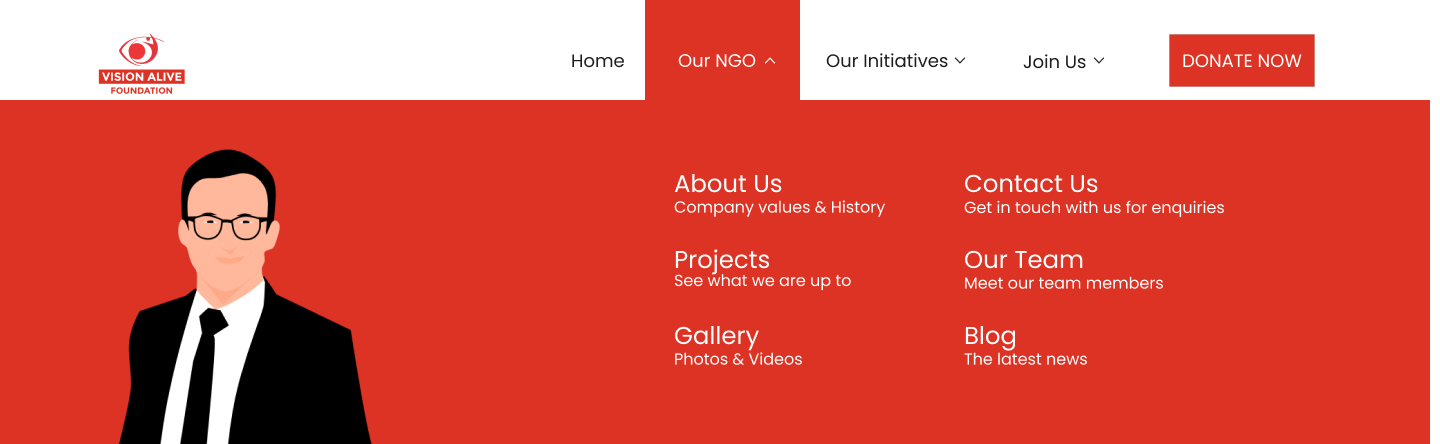 VISION ALIVE
FOUNDATION
Home
Our NGO
Our Initiatives
Join Us
DONATE NOW
About Us
Company values & History
Projects
See what we are up to
Gallery
Photos & Videos
Contact Us
Get in touch with us for enquiries
Our Team
Meet our team members
Blog
The latest news